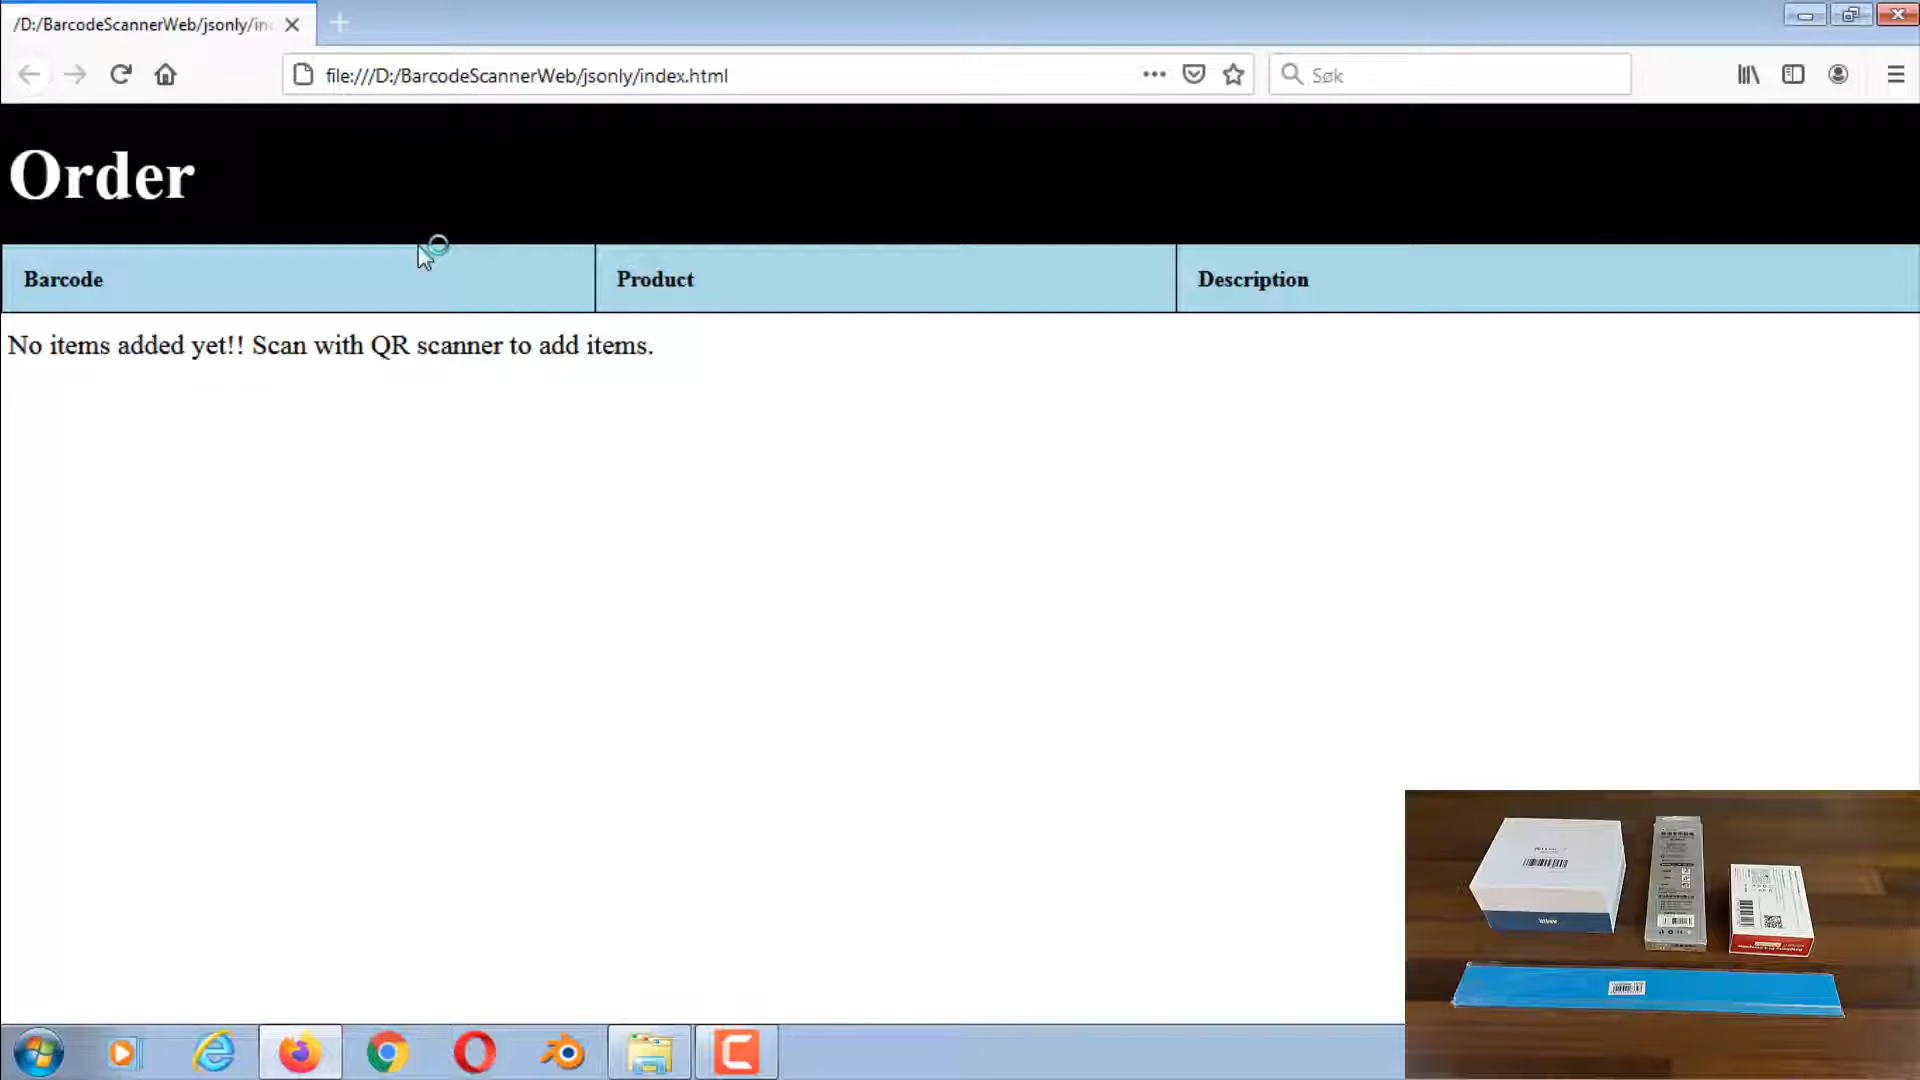 /D:/BarcodeScannerWeb/jsonly/in
file:///D:/BarcodeScannerWeb/jsonly/index.html
Søk
Order
Barcode
Product
Description
No items added yet!! Scan with QR scanner to add items.